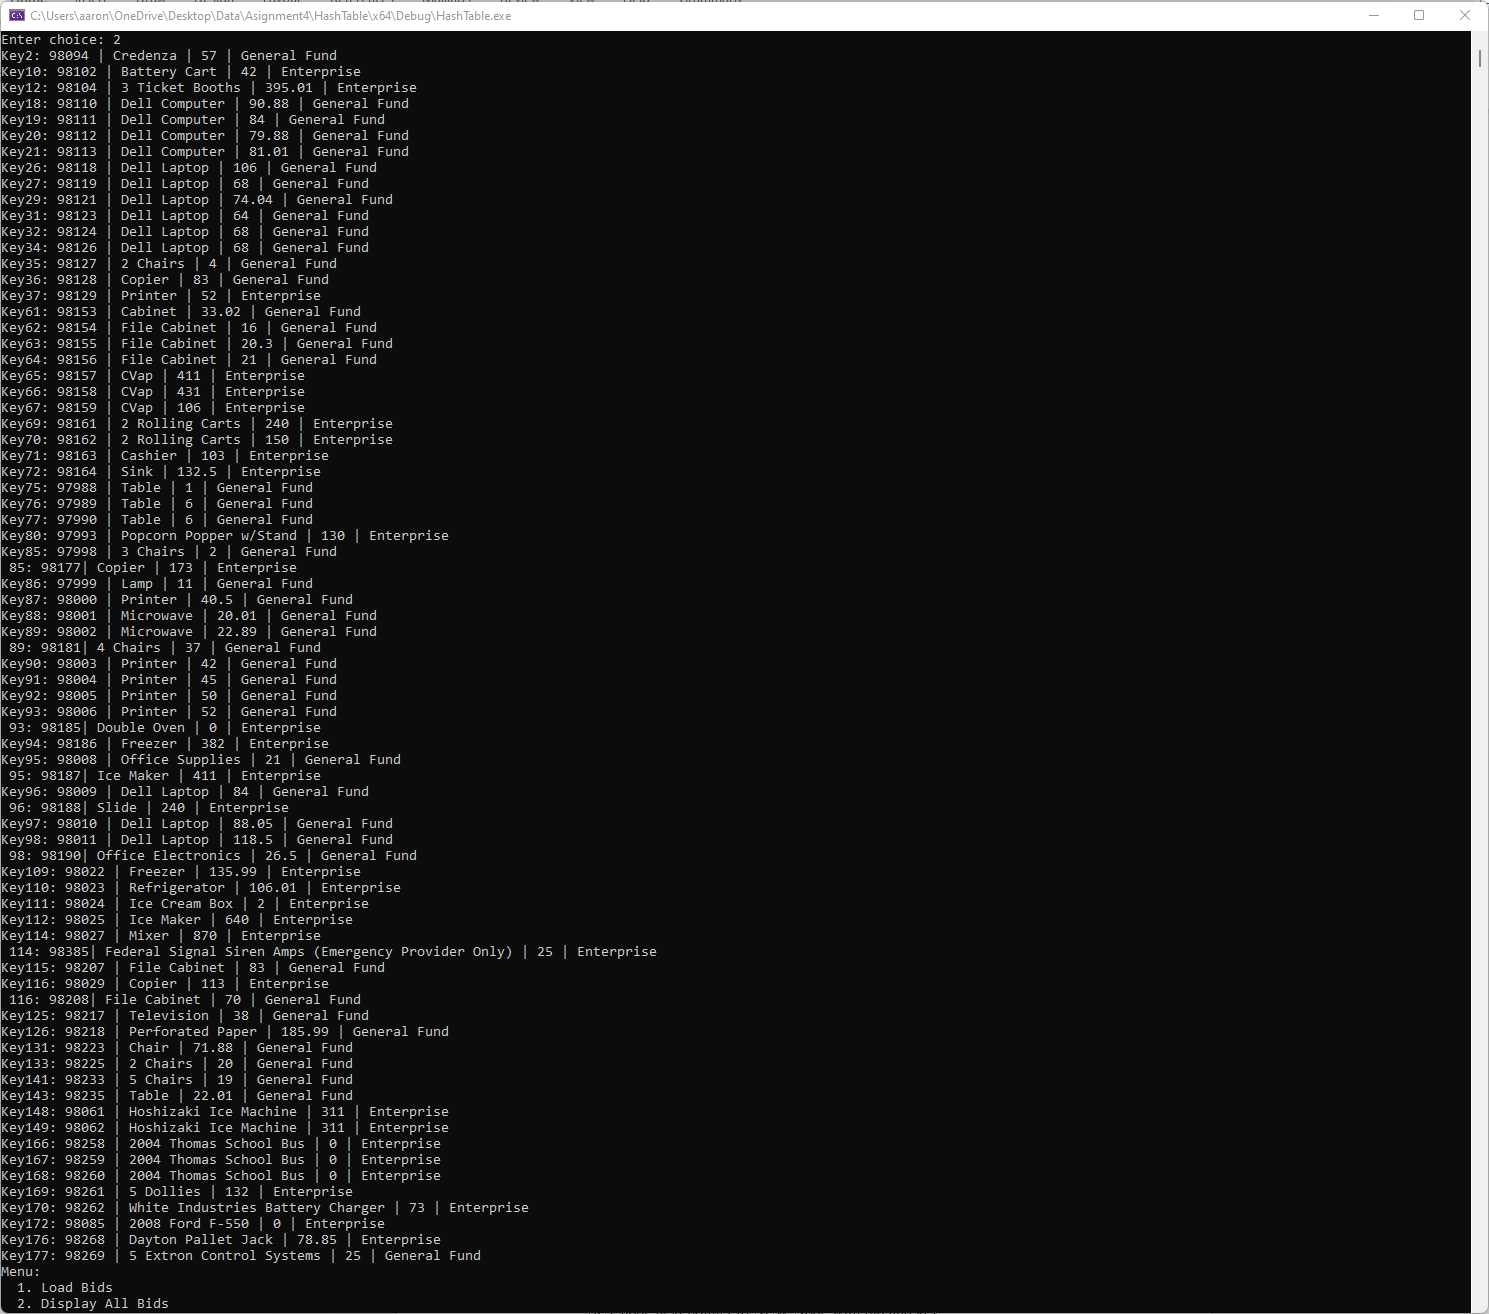 C:\Users\aaron\OneDrive\Desktop\Data\Asignment4\HashTable\x64\Debug\HashTable.exe
Enter choice: 2
Key2: 98094 | Credenza | 57 | General Fund
Key10: 98102 | Battery Cart | 42 | Enterprise
Key12: 98104 | 3 Ticket Booths | 395.01 | Enterprise
Key18: 98110 | Dell Computer | 90.88 | General Fund
Key19: 98111 | Dell Computer | 84 | General Fund
Key20: 98112 | Dell Computer | 79.88 | General Fund
Key21: 98113 | Dell Computer | 81.01 | General Fund
Key26: 98118 | Dell Laptop | 106 | General Fund
Key27: 98119 | Dell Laptop | 68 | General Fund
Key29: 98121 | Dell Laptop | 74.04 | General Fund
Key31: 98123 | Dell Laptop | 64 | General Fund
Key32: 98124 | Dell Laptop | 68 | General Fund
Key34: 98126 | Dell Laptop | 68 | General Fund
Key35: 98127 | 2 Chairs | 4 | General Fund
Key36: 98128 | Copier | 83 | General Fund
Key37: 98129 | Printer | 52 | Enterprise
Key61: 98153 | Cabinet | 33.02 | General Fund
Key62: 98154 | File Cabinet | 16 | General Fund
Key63: 98155 | File Cabinet | 20.3 | General Fund
Key64: 98156 | File Cabinet | 21 | General Fund
Key65: 98157 | CVap | 411 | Enterprise
Key66: 98158 | CVap | 431 | Enterprise
Key67: 98159 | CVap | 106 | Enterprise
Key69: 98161 | 2 Rolling Carts | 240 | Enterprise
Key70: 98162 | 2 Rolling Carts | 150 | Enterprise
Key71: 98163 | Cashier | 103 | Enterprise
Key72: 98164 | Sink | 132.5 | Enterprise
Key75: 97988 | Table | 1 | General Fund
Key76: 97989 | Table | 6 | General Fund
Key77: 97990 | Table | 6 | General Fund
Key80: 97993 | Popcorn Popper w/Stand | 130 | Enterprise
Key85: 97998 | 3 Chairs | 2 | General Fund
85: 98177| Copier | 173 | Enterprise
Key86: 97999 | Lamp | 11 | General Fund
Key87: 98000 | Printer | 40.5 | General Fund
Key88: 98001 | Microwave | 20.01 | General Fund
Key89: 98002 | Microwave | 22.89 | General Fund
89: 98181| 4 Chairs | 37 | General Fund
Key90: 98003 | Printer | 42 | General Fund
Key91: 98004 | Printer | 45 | General Fund
Key92: 98005 | Printer | 50 | General Fund
Key93: 98006 | Printer | 52 | General Fund
93: 98185| Double Oven | 0 | Enterprise
Key94: 98186 | Freezer | 382 | Enterprise
Key95: 98008 | Office Supplies | 21 | General Fund
95: 98187| Ice Maker | 411 | Enterprise
Key96: 98009 | Dell Laptop | 84 | General Fund
96: 98188| Slide | 240 | Enterprise
Key97: 98010 | Dell Laptop | 88.05 | General Fund
Key98: 98011 | Dell Laptop | 118.5 | General Fund
98: 98190| Office Electronics | 26.5 | General Fund
Key109: 98022 | Freezer | 135.99 | Enterprise
Key110: 98023 | Refrigerator | 106.01 | Enterprise
Key111: 98024 | Ice Cream Box | 2 | Enterprise
Key112: 98025 | Ice Maker | 640 | Enterprise
Key114: 98027 | Mixer | 870 | Enterprise
114: 98385| Federal Signal Siren Amps (Emergency Provider Only) | 25 | Enterprise
Key115: 98207 | File Cabinet | 83 | General Fund
Key116: 98029 | Copier | 113 | Enterprise
116: 98208| File Cabinet | 70 | General Fund
Key125: 98217 | Television | 38 | General Fund
Key126: 98218 | Perforated Paper | 185.99 | General Fund
Key131: 98223 | Chair | 71.88 | General Fund
Key133: 98225 | 2 Chairs | 20 | General Fund
Key141: 98233 | 5 Chairs | 19 | General Fund
Key143: 98235 | Table | 22.01 | General Fund
Key148: 98061 | Hoshizaki Ice Machine | 311 | Enterprise
Key149: 98062 | Hoshizaki Ice Machine | 311 | Enterprise
Key166: 98258 | 2004 Thomas School Bus | 0 | Enterprise
Key167: 98259 | 2004 Thomas School Bus | 0 | Enterprise
Key168: 98260 | 2004 Thomas School Bus | 0 | Enterprise
Key169: 98261 | 5 Dollies | 132 | Enterprise
Key170: 98262 | White Industries Battery Charger | 73 | Enterprise
Key172: 98085 | 2008 Ford F-550 | 0 | Enterprise
Key176: 98268 | Dayton Pallet Jack | 78.85 | Enterprise
Key177: 98269 | 5 Extron Control Systems | 25 | General Fund
Menu:
1. Load Bids
2. Display All Bids